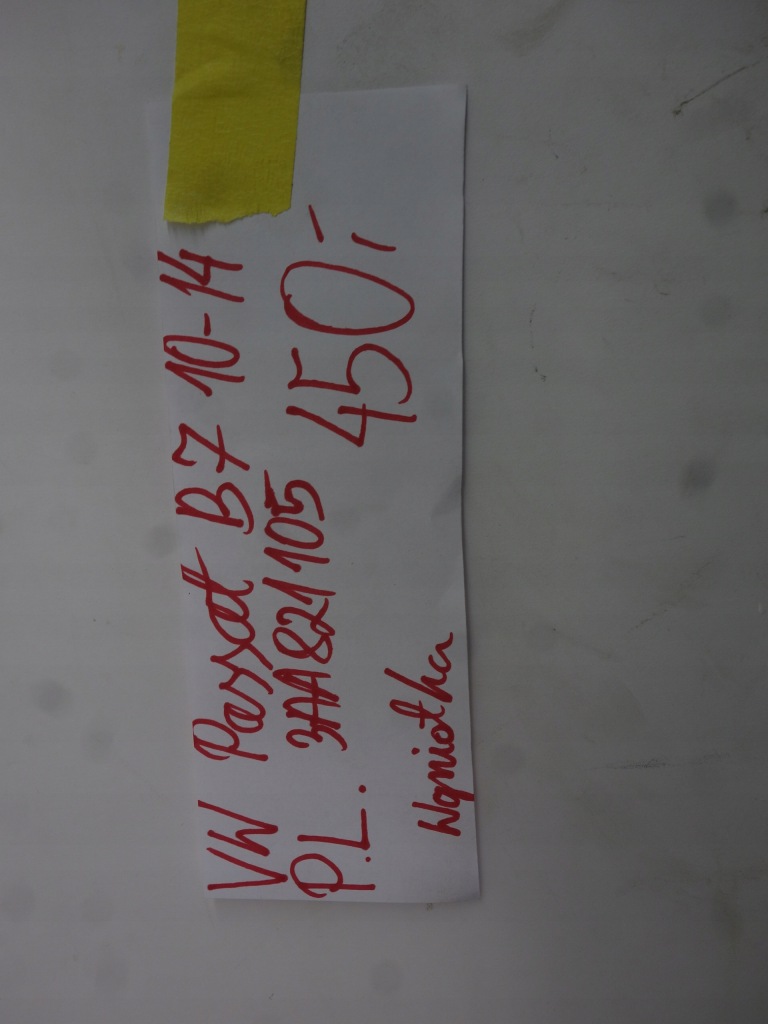 VW Passat B7 10-14
P.L. 3AA821105 450,-
Wgniotka